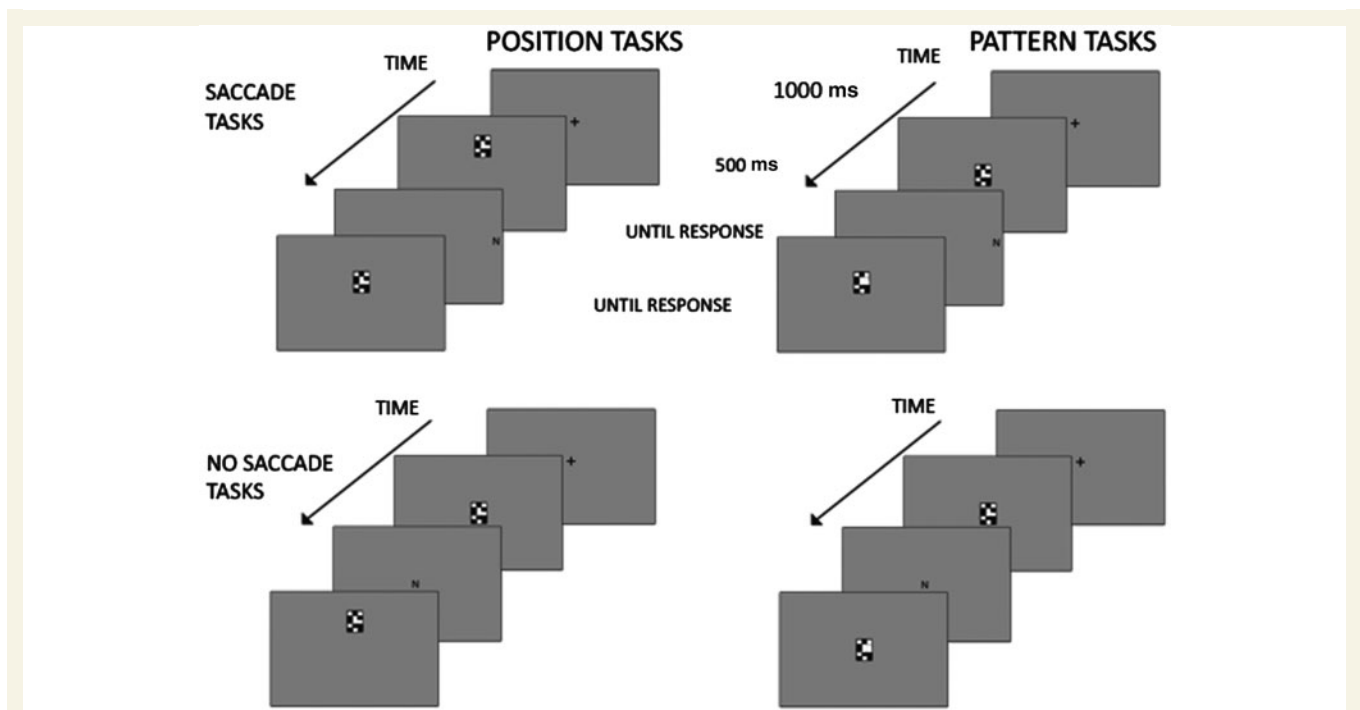 POSITION TASKS
PATTERN TASKS
TIME
TIME
SACCADE
TASKS
1000 ms
+
+
500 ms
UNTIL RESPONSE
N
N
UNTIL RESPONSE
TIME
TIME
NO SACCADE
TASKS
+
+
N
N